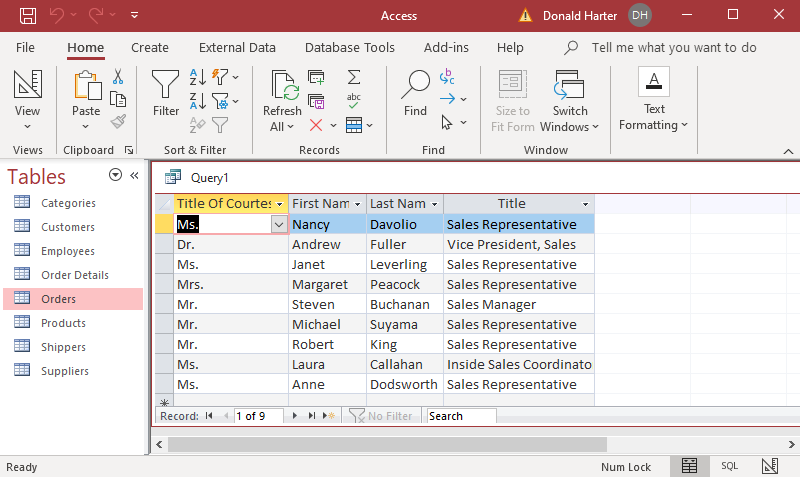 Access
Donald Harter
DH
File Home Create External Data Database Tools Add-ins Help Tell me what you want to do
View
Paste
Filter
Refresh All
abc
Find
bc
Size to Fit Form
Switch Windows
A
Text Formatting
Views
Clipboard
Sort & Filter
Records
Find
Window
Tables
Categories
Customers
Employees
Order Details
Orders
Products
Shippers
Suppliers
Query1
Title Of Courtes First Nam Last Nam Title
Ms. Nancy Davolio Sales Representative
Dr. Andrew Fuller Vice President, Sales
Ms. Janet Leverling Sales Representative
Mrs. Margaret Peacock Sales Representative
Mr. Steven Buchanan Sales Manager
Mr. Michael Suyama Sales Representative
Mr. Robert King Sales Representative
Ms. Laura Callahan Inside Sales Coordinato
Ms. Anne Dodsworth Sales Representative
Record: 1 of 9 No Filter Search
Ready
Num Lock
SQL